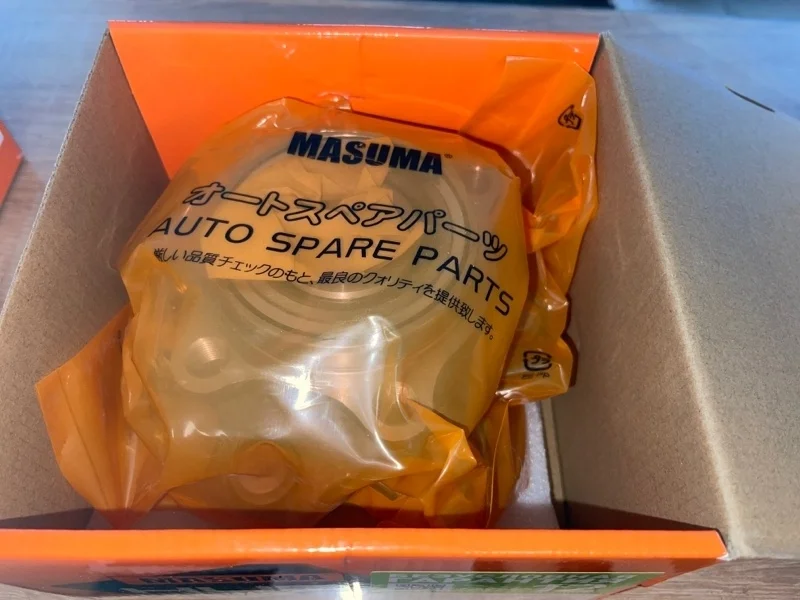 MASUMA
オートスペアパーツ
AUTO SPARE PARTS
厳しい品質チェックのもと、最良のクォリティを提供致します。
プラ